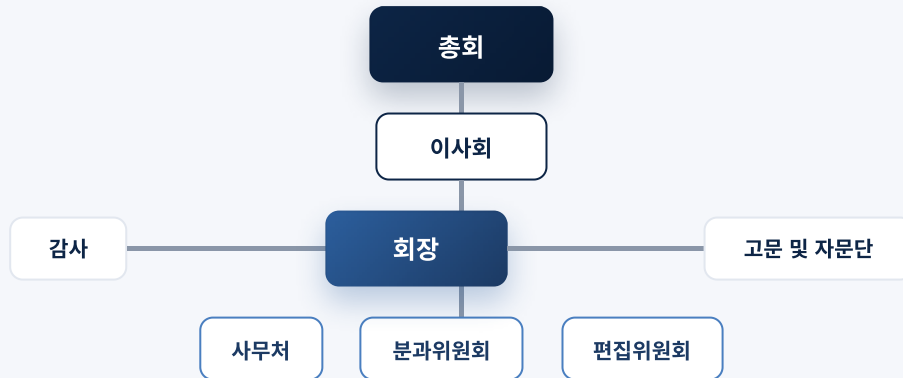 총회
이사회
감사
회장
고문 및 자문단
사무처
분과위원회
편집위원회